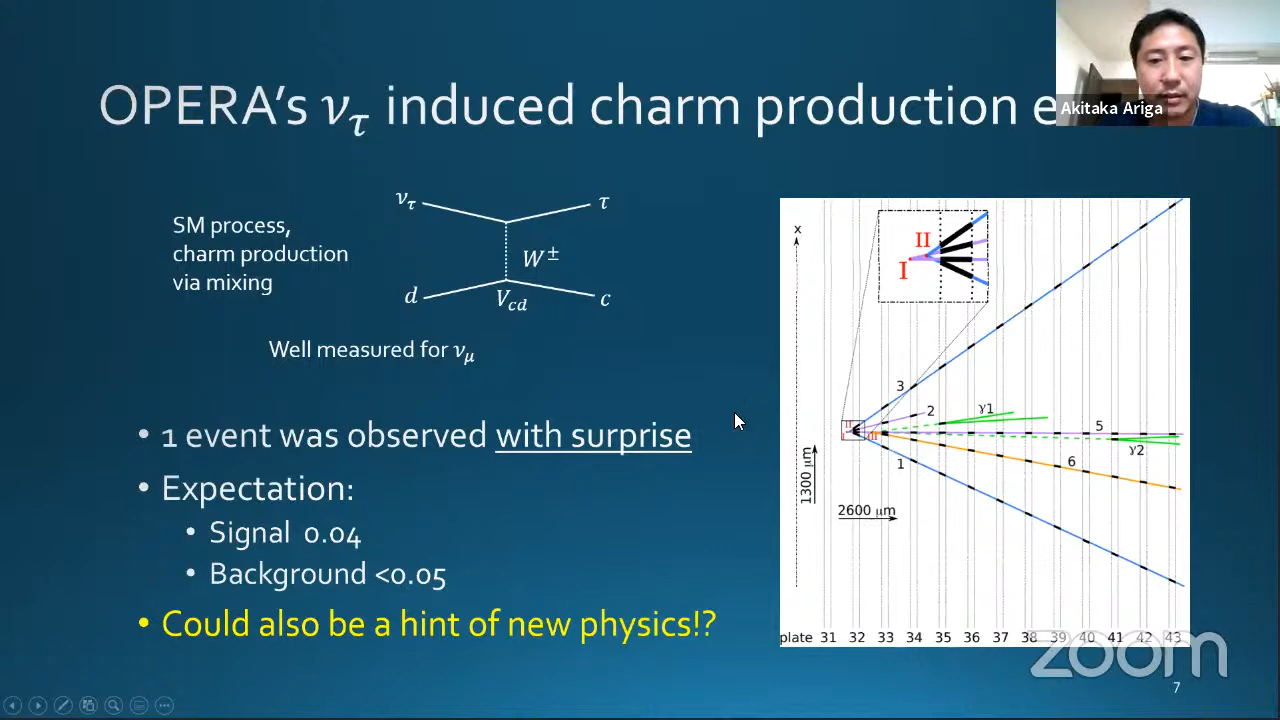 OPERA's ν_τ induced charm production e
Akitaka Ariga
SM process,
charm production
via mixing
ν_τ
τ
W±
d
V_cd
c
Well measured for ν_μ
• 1 event was observed with surprise
• Expectation:
• Signal 0.04
• Background <0.05
• Could also be a hint of new physics!?
x
II
I
3
2
γ1
II
I
III
5
γ2
1
6
1300 μm
2600 μm
plate 31 32 33 34 35 36 37 38 39 40 41 42 43
zoom
7